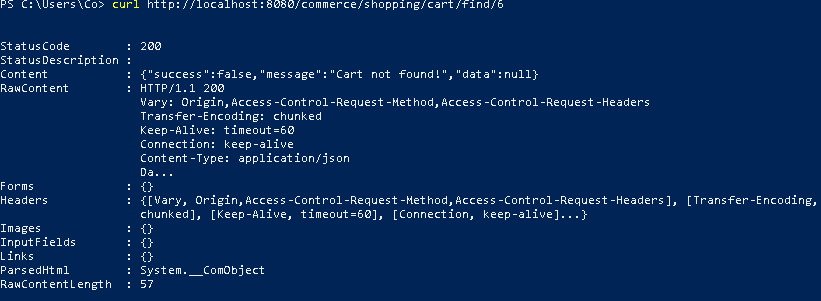 PS C:\Users\Co> curl http://localhost:8080/commerce/shopping/cart/find/6
StatusCode : 200
StatusDescription :
Content : {"success":false,"message":"Cart not found!","data":null}
RawContent : HTTP/1.1 200
Vary: Origin,Access-Control-Request-Method,Access-Control-Request-Headers
Transfer-Encoding: chunked
Keep-Alive: timeout=60
Connection: keep-alive
Content-Type: application/json
Da...
Forms : {}
Headers : {[Vary, Origin,Access-Control-Request-Method,Access-Control-Request-Headers], [Transfer-Encoding,
chunked], [Keep-Alive, timeout=60], [Connection, keep-alive]...}
Images : {}
InputFields : {}
Links : {}
ParsedHtml : System.__ComObject
RawContentLength : 57